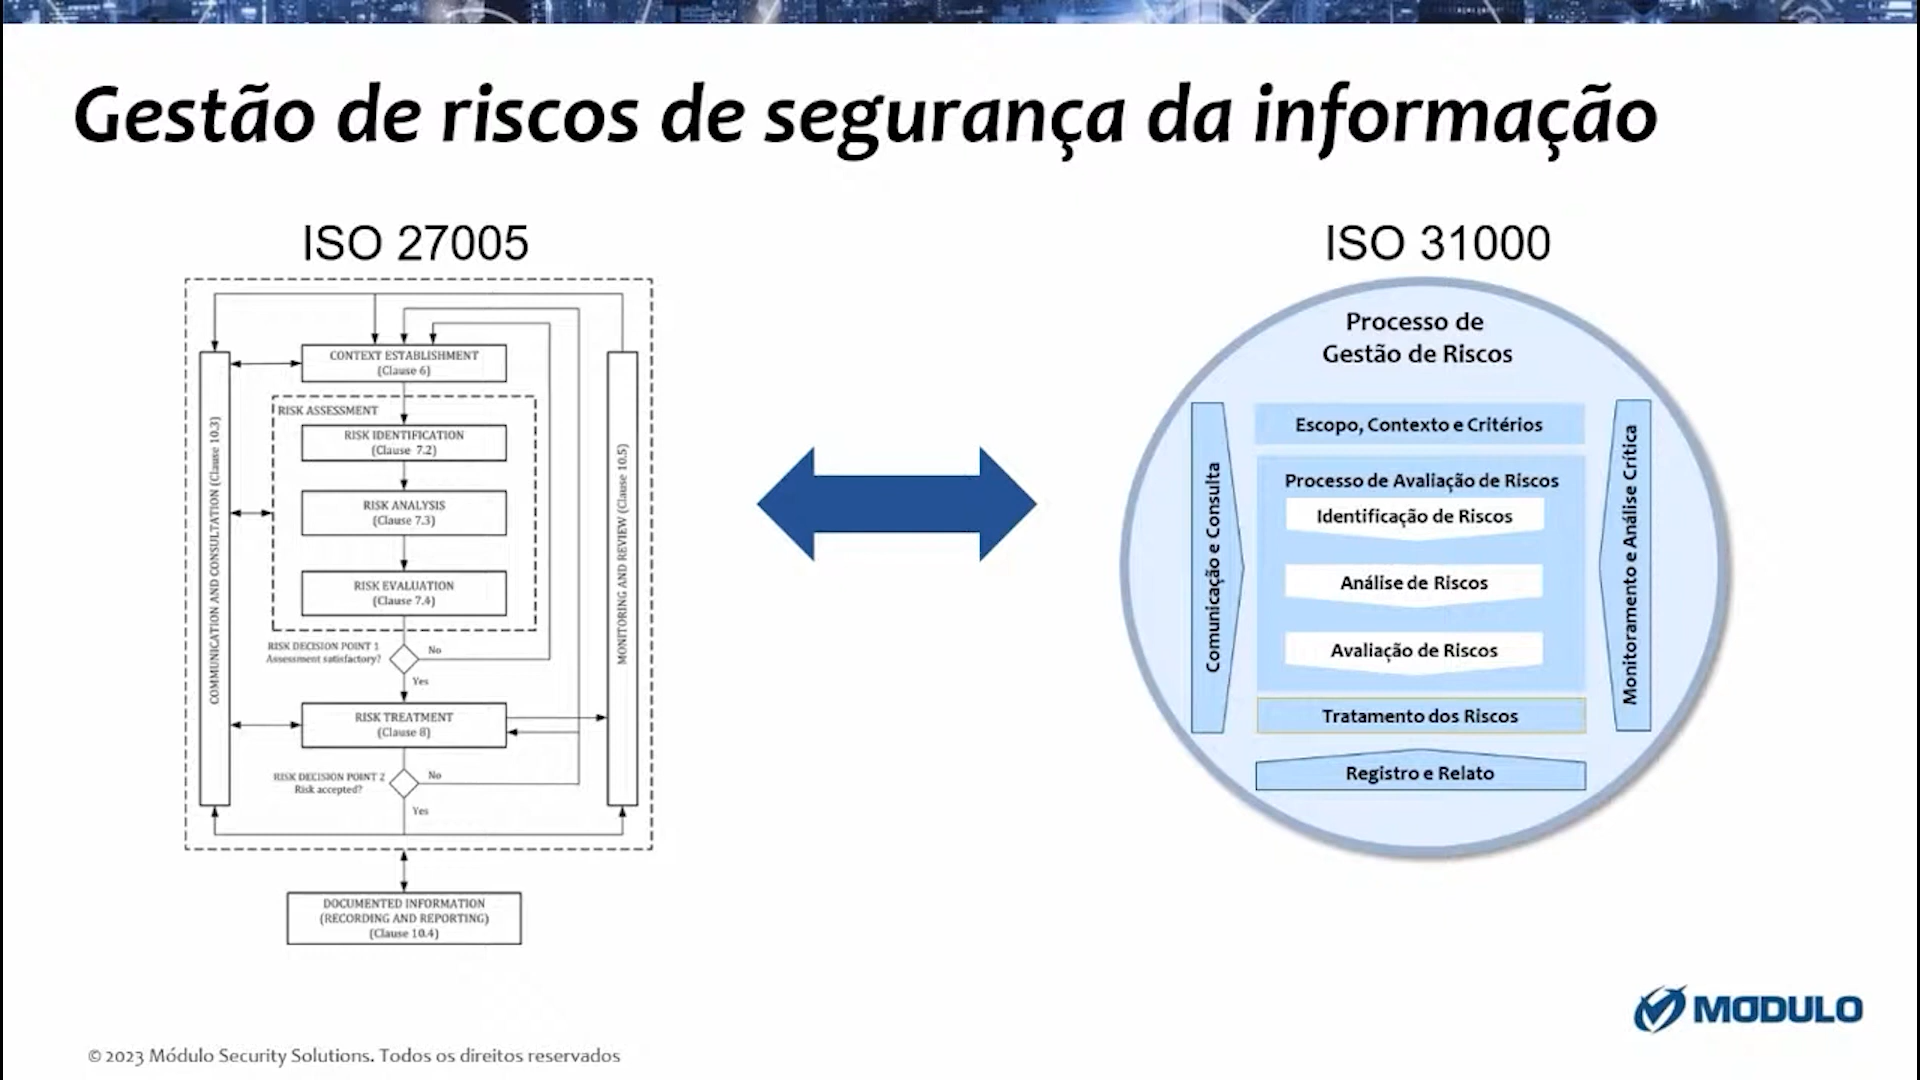 Gestão de riscos de segurança da informação
ISO 27005
CONTEXT ESTABLISHMENT
(Clause 6)
RISK ASSESSMENT
RISK IDENTIFICATION
(Clause 7.2)
RISK ANALYSIS
(Clause 7.3)
RISK EVALUATION
(Clause 7.4)
RISK DECISION POINT 1
Assessment satisfactory?
No
Yes
RISK TREATMENT
(Clause 8)
RISK DECISION POINT 2
Risk accepted?
No
Yes
COMMUNICATION AND CONSULTATION (Clause 10.3)
MONITORING AND REVIEW (Clause 10.5)
DOCUMENTED INFORMATION
(RECORDING AND REPORTING)
(Clause 10.4)
ISO 31000
Processo de
Gestão de Riscos
Comunicação e Consulta
Escopo, Contexto e Critérios
Processo de Avaliação de Riscos
Identificação de Riscos
Análise de Riscos
Avaliação de Riscos
Tratamento dos Riscos
Registro e Relato
Monitoramento e Análise Crítica
MODULO
© 2023 Módulo Security Solutions. Todos os direitos reservados